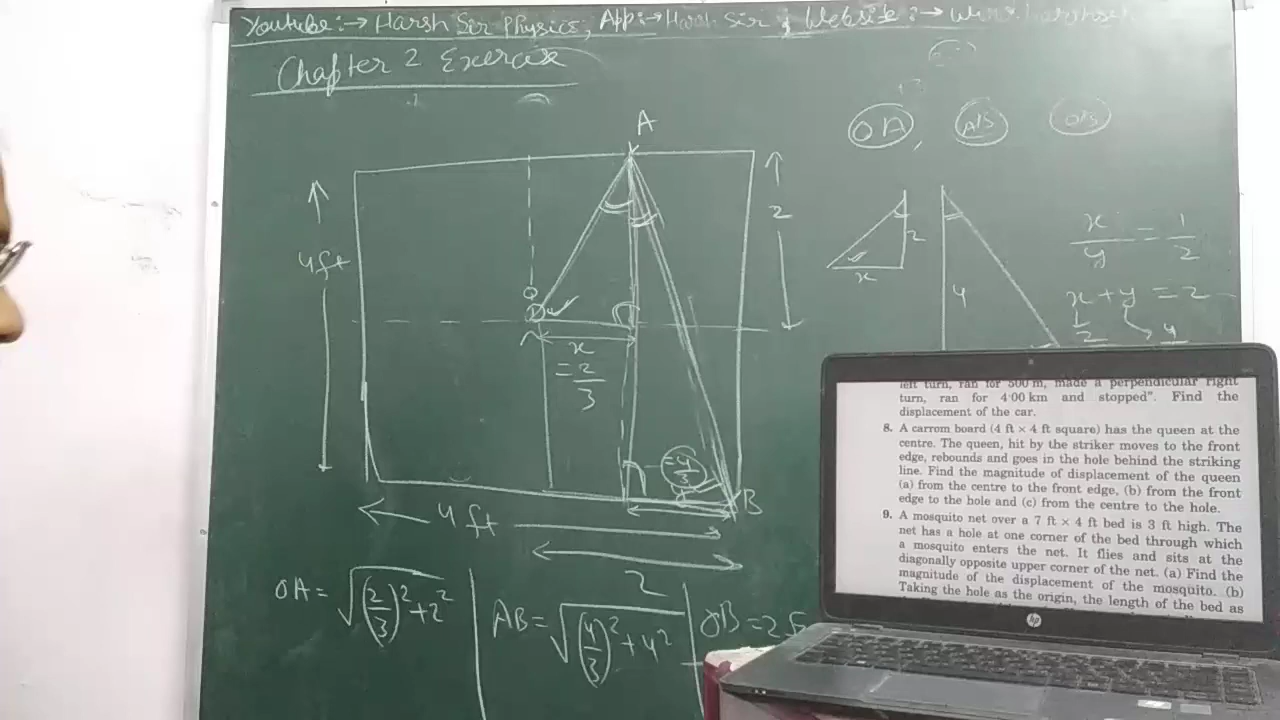 Youtube:→ Harsh Sir Physics, App:→ Harsh Sir, Website:→
Chapter 2 Exercise
A
OA, AB OB
4ft
2
2
x
4
x/y = 1/2
x + y = 2
2 4
O
x
= 2/3
= 4/3
B
4ft
2
OA = √(2/3)² + 2²
AB = √(4/3)² + 4²
OB = 2
left turn, ran for 500 m, made a perpendicular right
turn, ran for 4·00 km and stopped". Find the
displacement of the car.
8. A carrom board (4 ft × 4 ft square) has the queen at the
centre. The queen, hit by the striker moves to the front
edge, rebounds and goes in the hole behind the striking
line. Find the magnitude of displacement of the queen
(a) from the centre to the front edge, (b) from the front
edge to the hole and (c) from the centre to the hole.
9. A mosquito net over a 7 ft × 4 ft bed is 3 ft high. The
net has a hole at one corner of the bed through which
a mosquito enters the net. It flies and sits at the
diagonally opposite upper corner of the net. (a) Find the
magnitude of the displacement of the mosquito. (b)
Taking the hole as the origin, the length of the bed as
hp